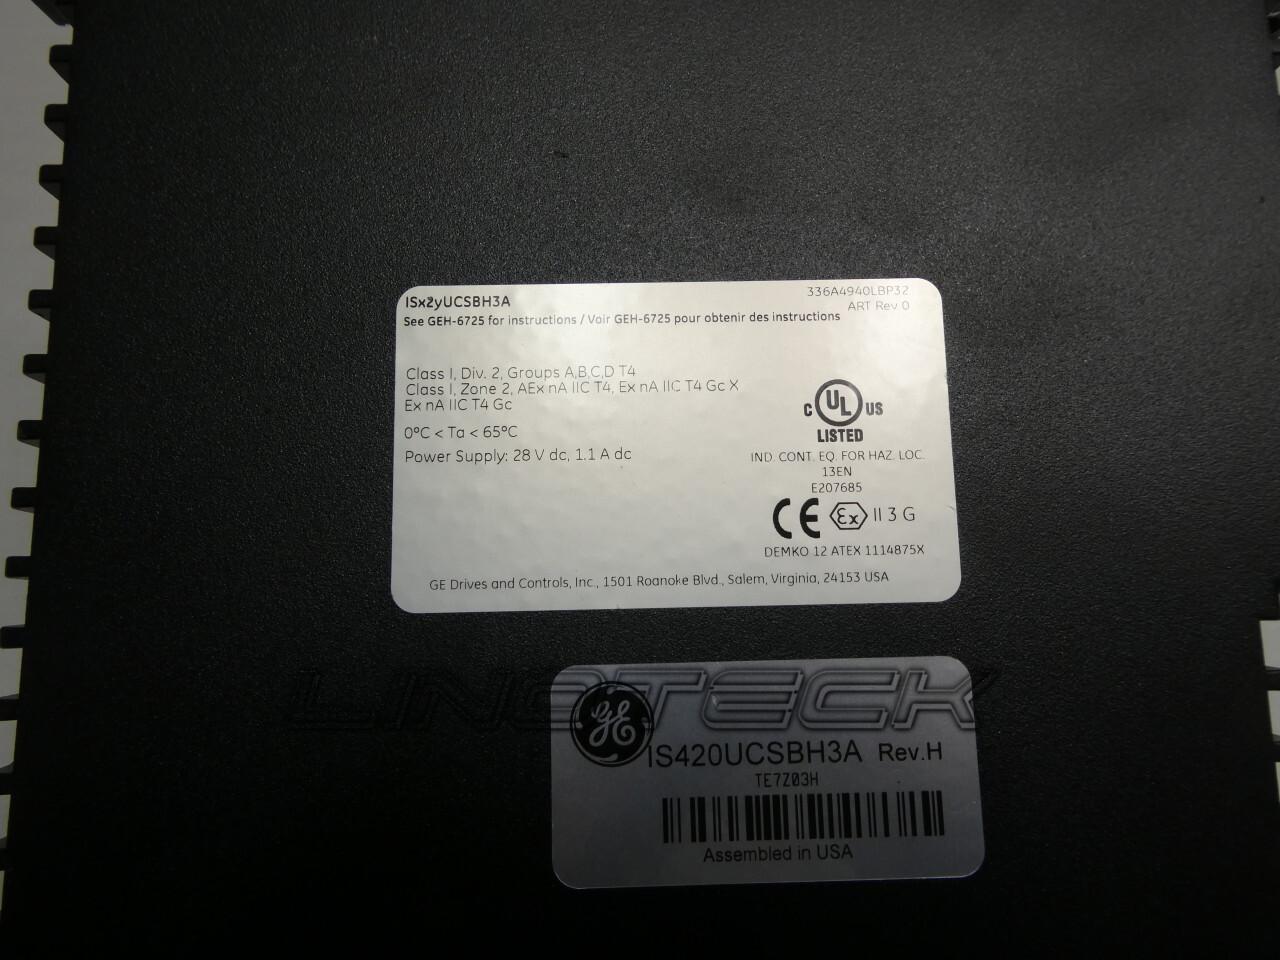 ISx2yUCSBH3A
336A4940LBP32
ART Rev 0
See GEH-6725 for instructions / Voir GEH-6725 pour obtenir des instructions
Class I, Div. 2, Groups A,B,C,D T4
Class I, Zone 2, AEx nA IIC T4, Ex nA IIC T4 Gc X
Ex nA IIC T4 Gc
0°C < Ta < 65°C
Power Supply: 28 V dc, 1.1 A dc
C UL US
LISTED
IND. CONT. EQ. FOR HAZ. LOC.
13EN
E207685
CE Ex II 3 G
DEMKO 12 ATEX 1114875X
GE Drives and Controls, Inc., 1501 Roanoke Blvd., Salem, Virginia, 24153 USA
LINOTECK
GE
IS420UCSBH3A Rev.H
TE7Z03H
Assembled in USA